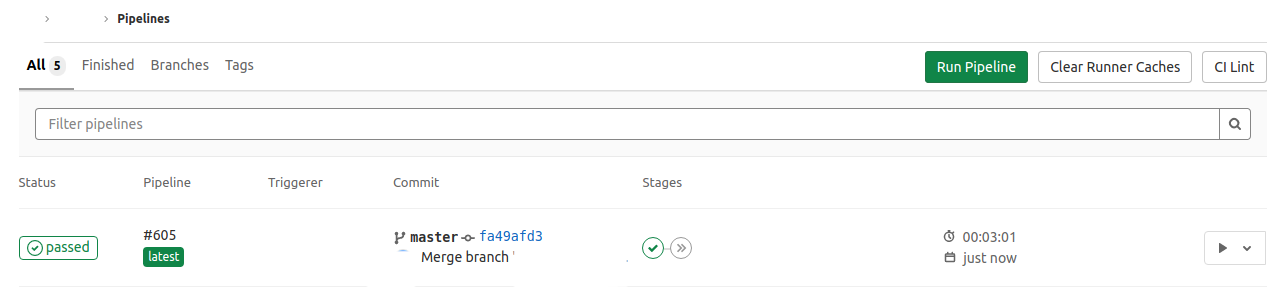 Pipelines
All 5 Finished Branches Tags Run Pipeline Clear Runner Caches CI Lint
Filter pipelines
Status Pipeline Triggerer Commit Stages
passed #605 latest master fa49afd3 Merge branch 00:03:01 just now